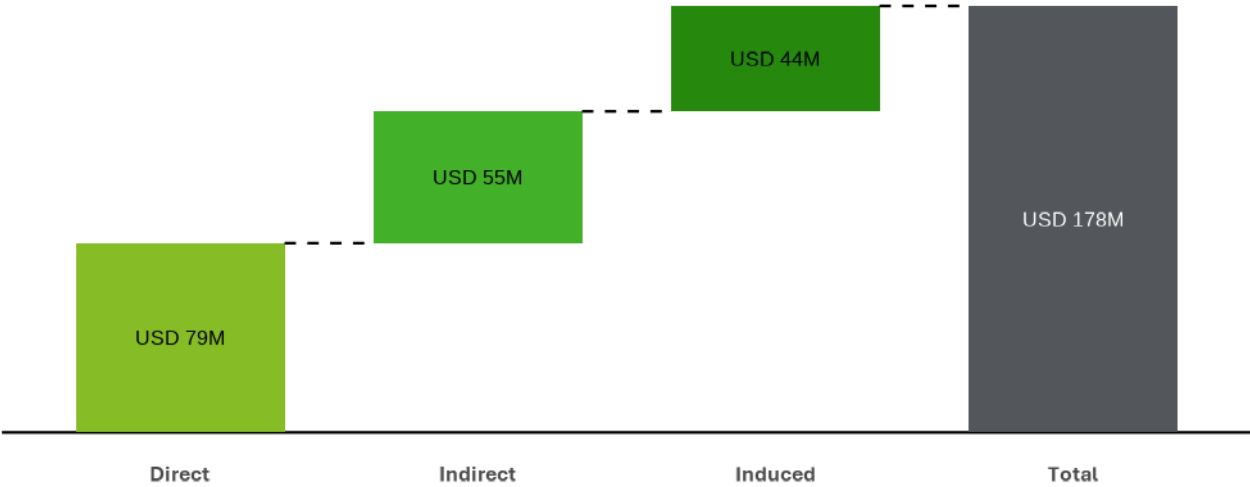 USD 44M
USD 55M
USD 178M
USD 79M
Direct
Indirect
Induced
Total